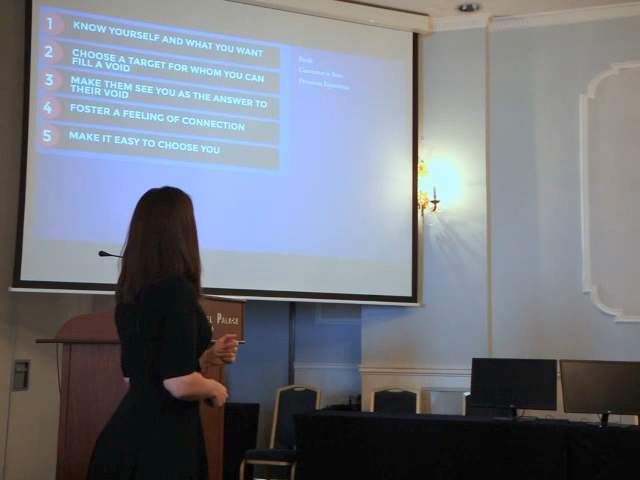 1 KNOW YOURSELF AND WHAT YOU WANT
2 CHOOSE A TARGET FOR WHOM YOU CAN
FILL A VOID
3 MAKE THEM SEE YOU AS THE ANSWER TO
THEIR VOID
4 FOSTER A FEELING OF CONNECTION
5 MAKE IT EASY TO CHOOSE YOU
PALACE